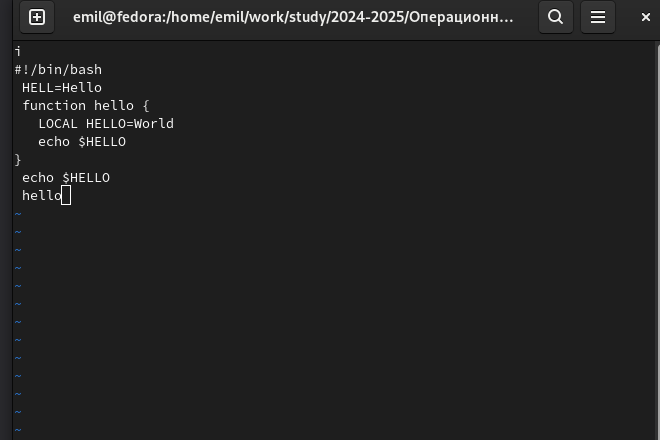 emil@fedora:/home/emil/work/study/2024-2025/Операционн...
i
#!/bin/bash
 HELL=Hello
 function hello {
   LOCAL HELLO=World
   echo $HELLO
}
 echo $HELLO
 hello
~
~
~
~
~
~
~
~
~
~
~
~
~